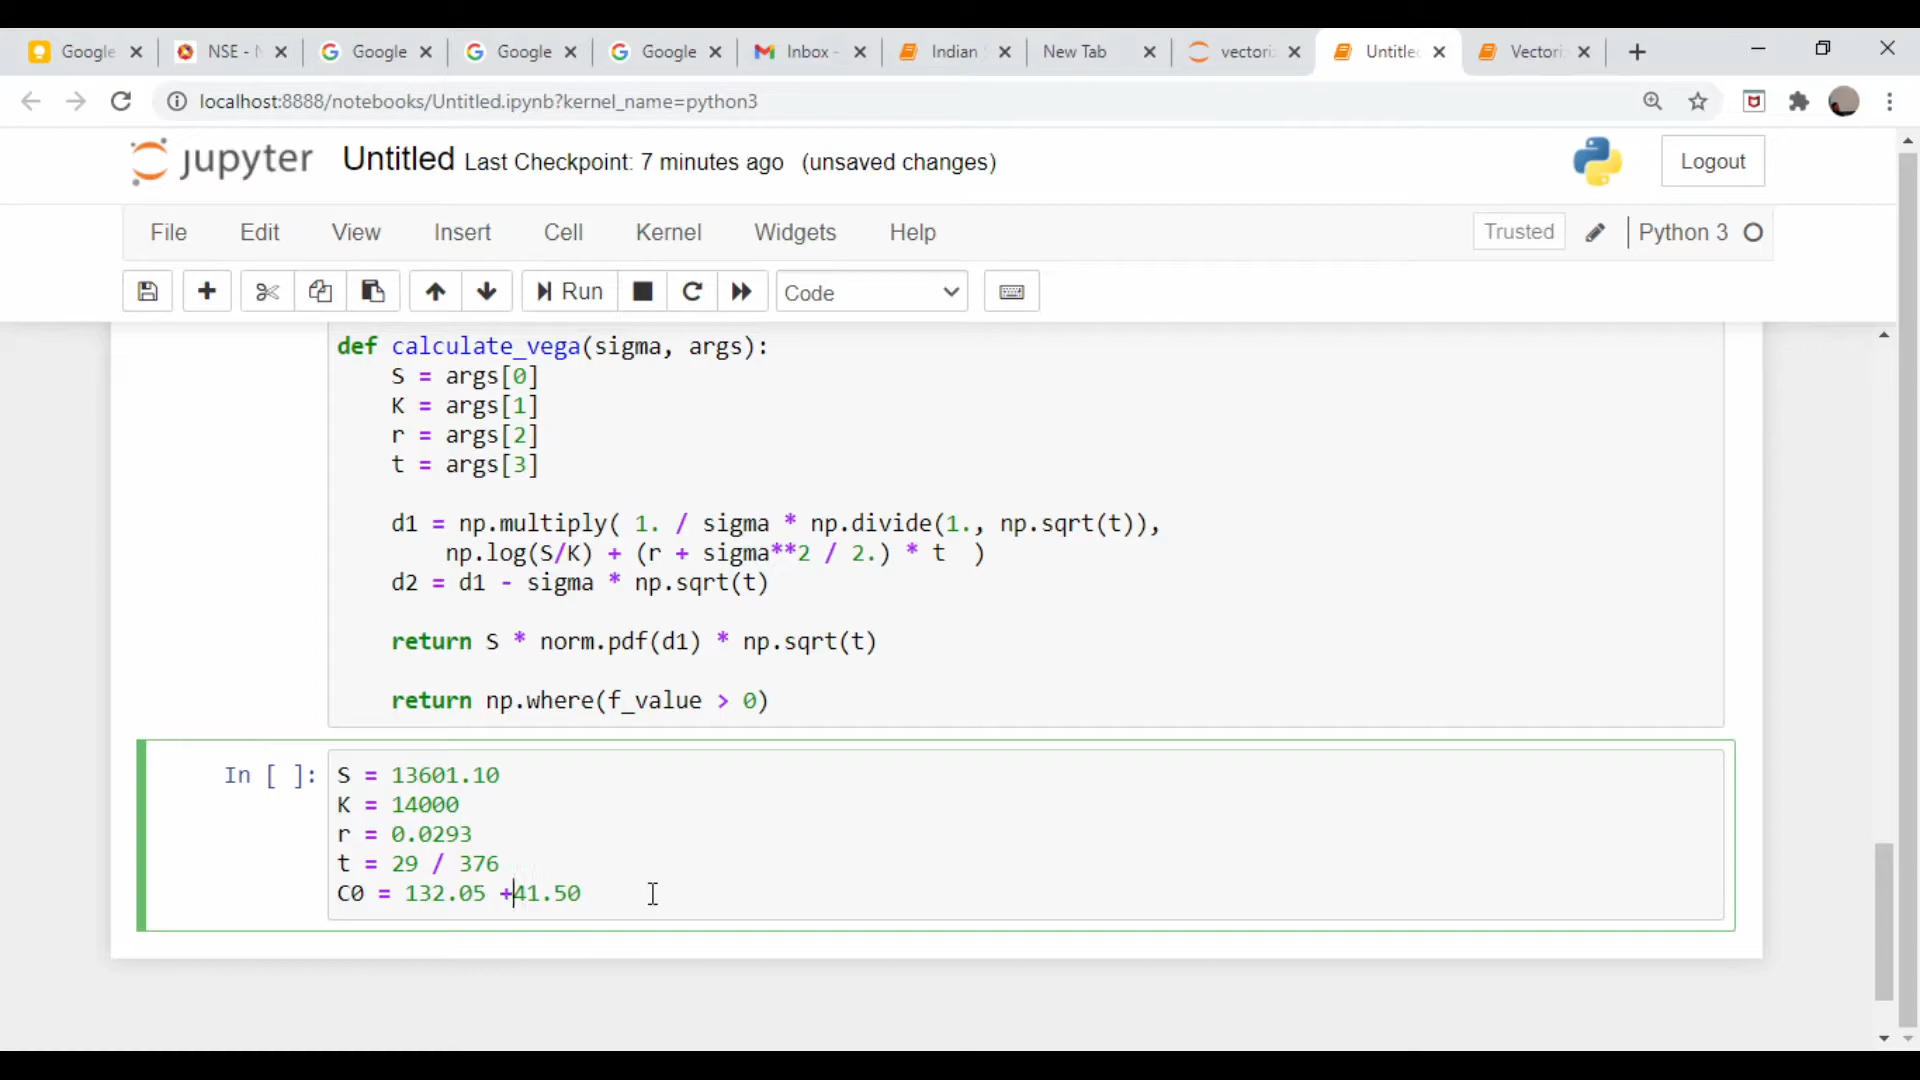 Google
NSE - N
Google
Google
Google
Inbox -
Indian
New Tab
vectori
Untitle
Vectori
localhost:8888/notebooks/Untitled.ipynb?kernel_name=python3
jupyter Untitled Last Checkpoint: 7 minutes ago (unsaved changes)
Logout
File Edit View Insert Cell Kernel Widgets Help
Trusted Python 3
Run Code
def calculate_vega(sigma, args):
S = args[0]
K = args[1]
r = args[2]
t = args[3]
d1 = np.multiply( 1. / sigma * np.divide(1., np.sqrt(t)),
np.log(S/K) + (r + sigma**2 / 2.) * t )
d2 = d1 - sigma * np.sqrt(t)
return S * norm.pdf(d1) * np.sqrt(t)
return np.where(f_value > 0)
In [ ]: S = 13601.10
K = 14000
r = 0.0293
t = 29 / 376
C0 = 132.05 +41.50